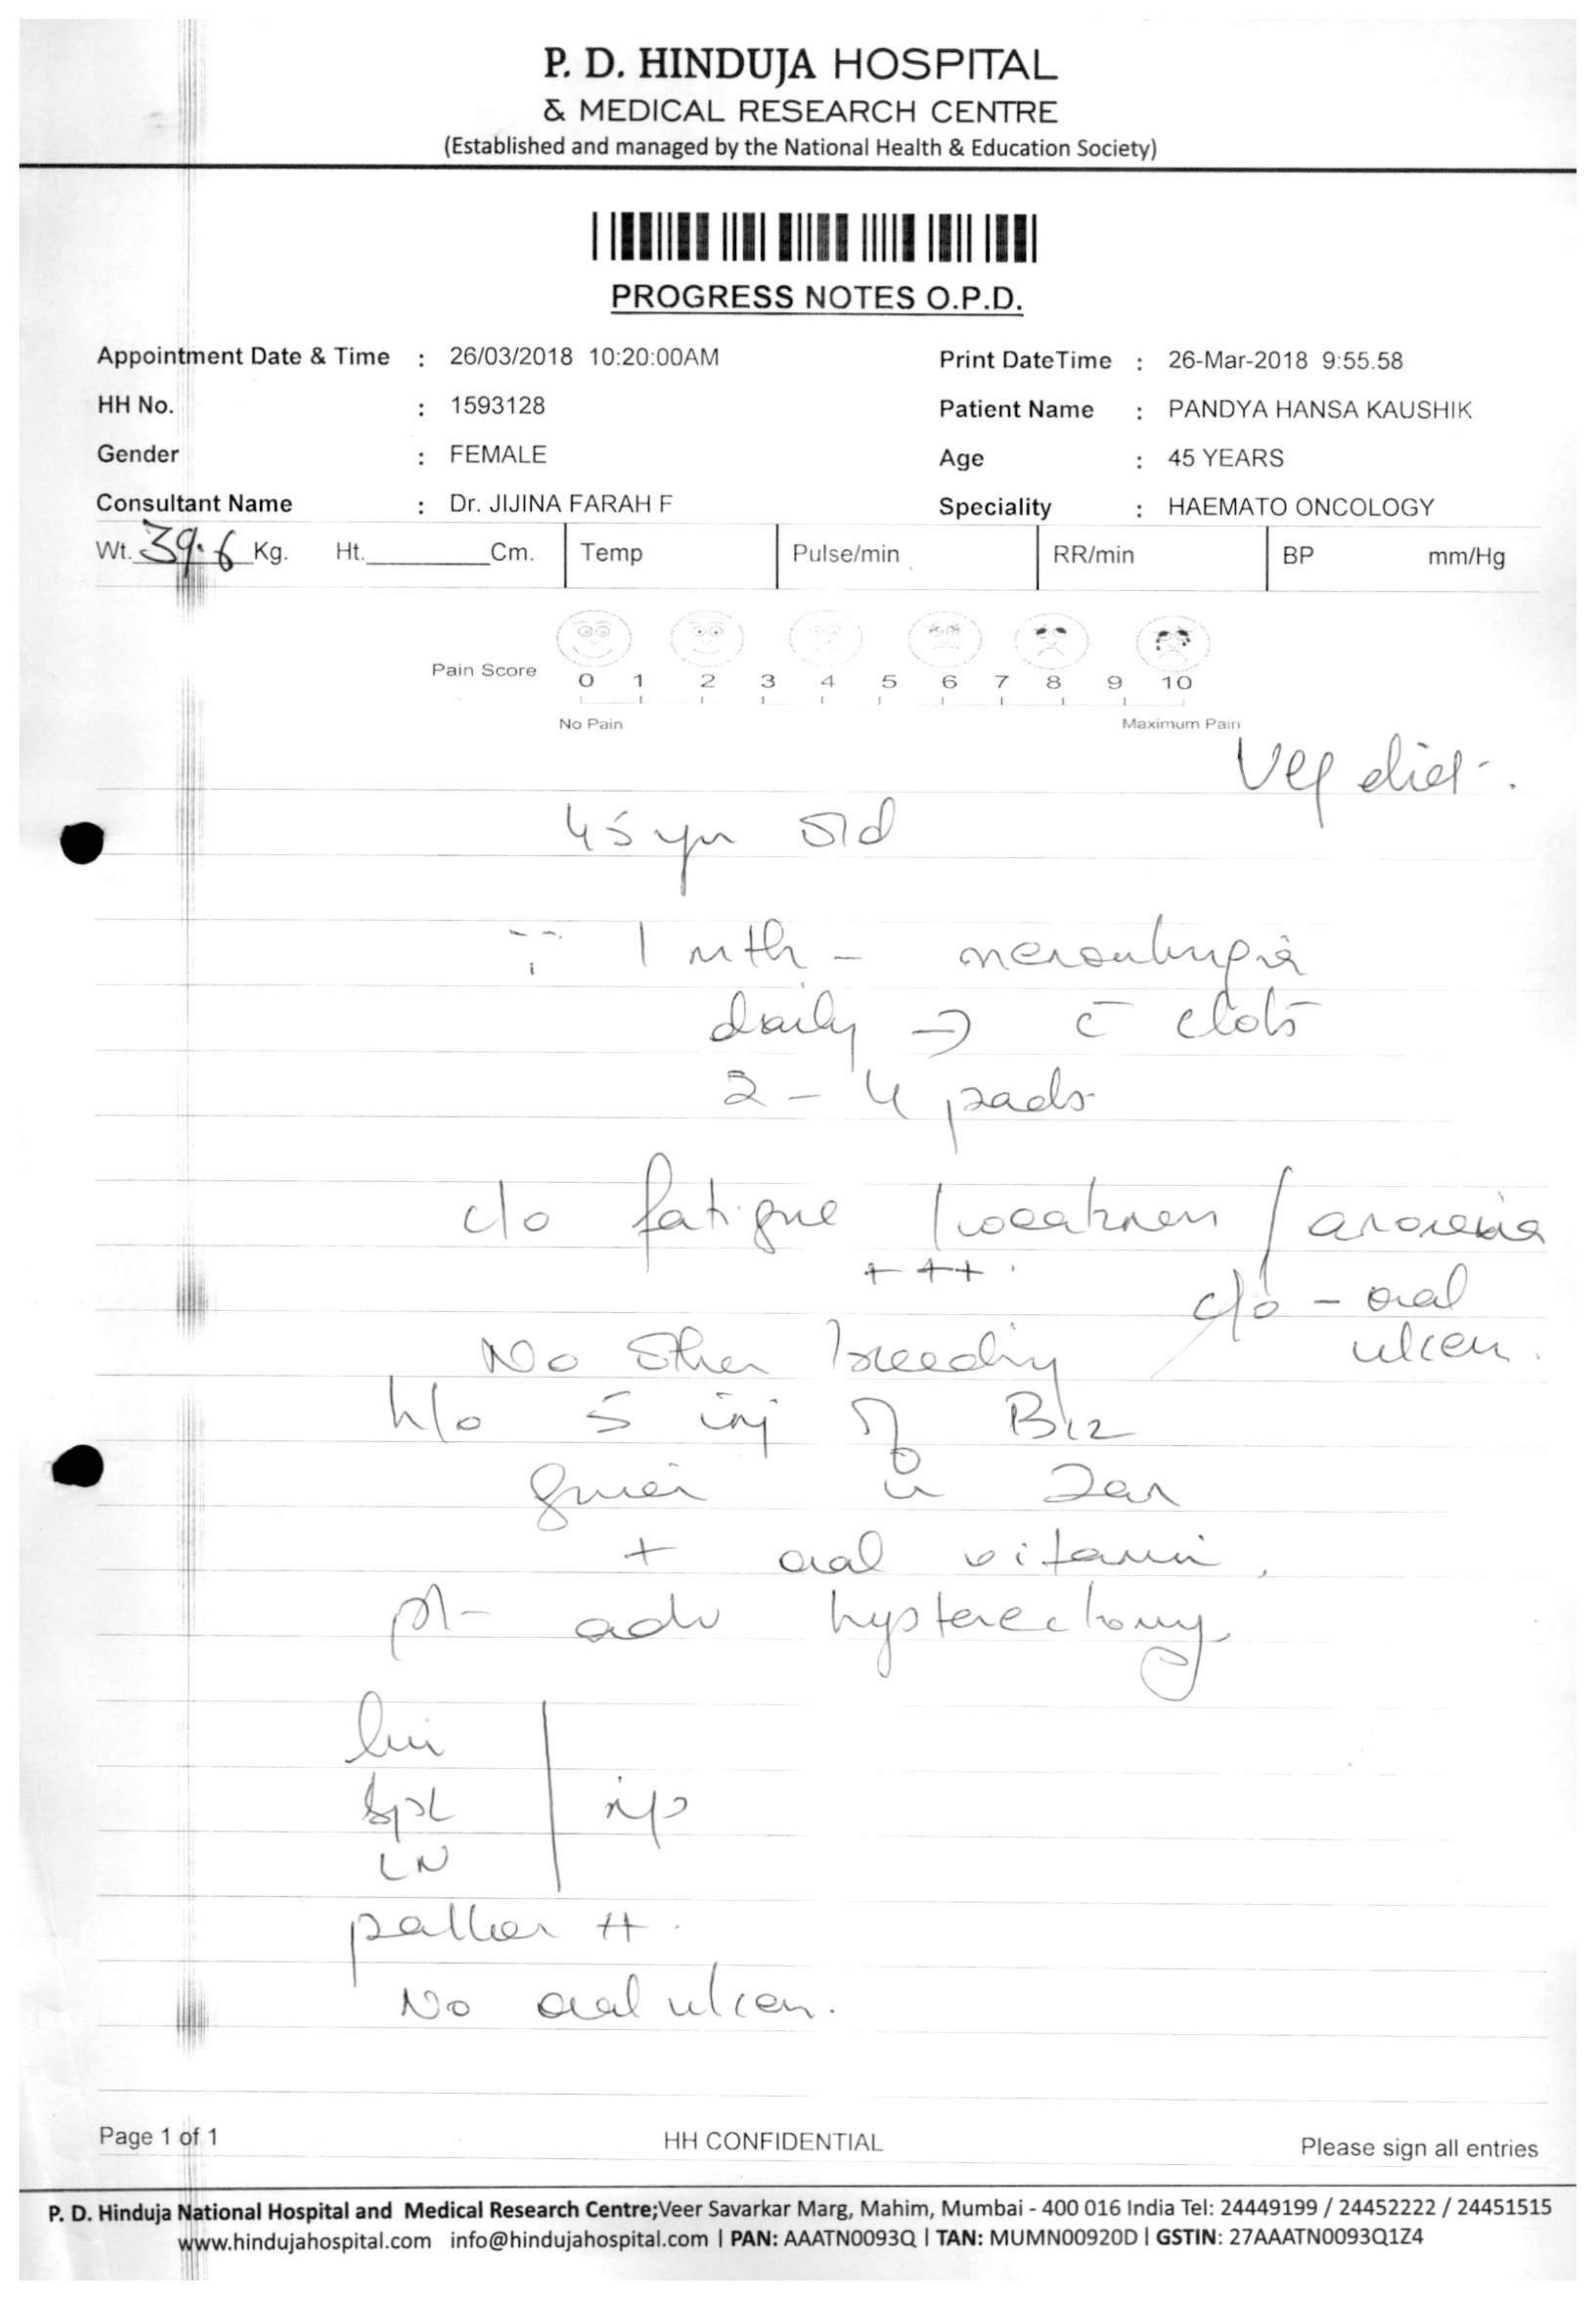 P. D. HINDUJA HOSPITAL
& MEDICAL RESEARCH CENTRE
(Established and managed by the National Health & Education Society)
PROGRESS NOTES O.P.D.
Appointment Date & Time : 26/03/2018 10:20:00AM Print DateTime : 26-Mar-2018 9:55.58
HH No. : 1593128 Patient Name : PANDYA HANSA KAUSHIK
Gender : FEMALE Age : 45 YEARS
Consultant Name : Dr. JIJINA FARAH F Speciality : HAEMATO ONCOLOGY
Wt. 39.6 Kg. Ht. Cm. Temp Pulse/min RR/min BP mm/Hg
Pain Score 0 1 2 3 4 5 6 7 8 9 10
No Pain Maximum Pain
Veg diet.
45 yr old
1 mth -
daily → c̄ clots
2 - 4 pads
c/o fatigue / weakness / anorexia
+ ++
c/o - oral
ulcers.
No other bleeding
h/o 5 inj of B12
given in Jan
+ oral vitamin.
pt adv hysterectomy
liv
spl n/p
LN
pallor ++.
No oral ulcers.
Page 1 of 1 HH CONFIDENTIAL Please sign all entries
P. D. Hinduja National Hospital and Medical Research Centre;Veer Savarkar Marg, Mahim, Mumbai - 400 016 India Tel: 24449199 / 24452222 / 24451515
www.hindujahospital.com info@hindujahospital.com | PAN: AAATN0093Q | TAN: MUMN00920D | GSTIN: 27AAATN0093Q1Z4